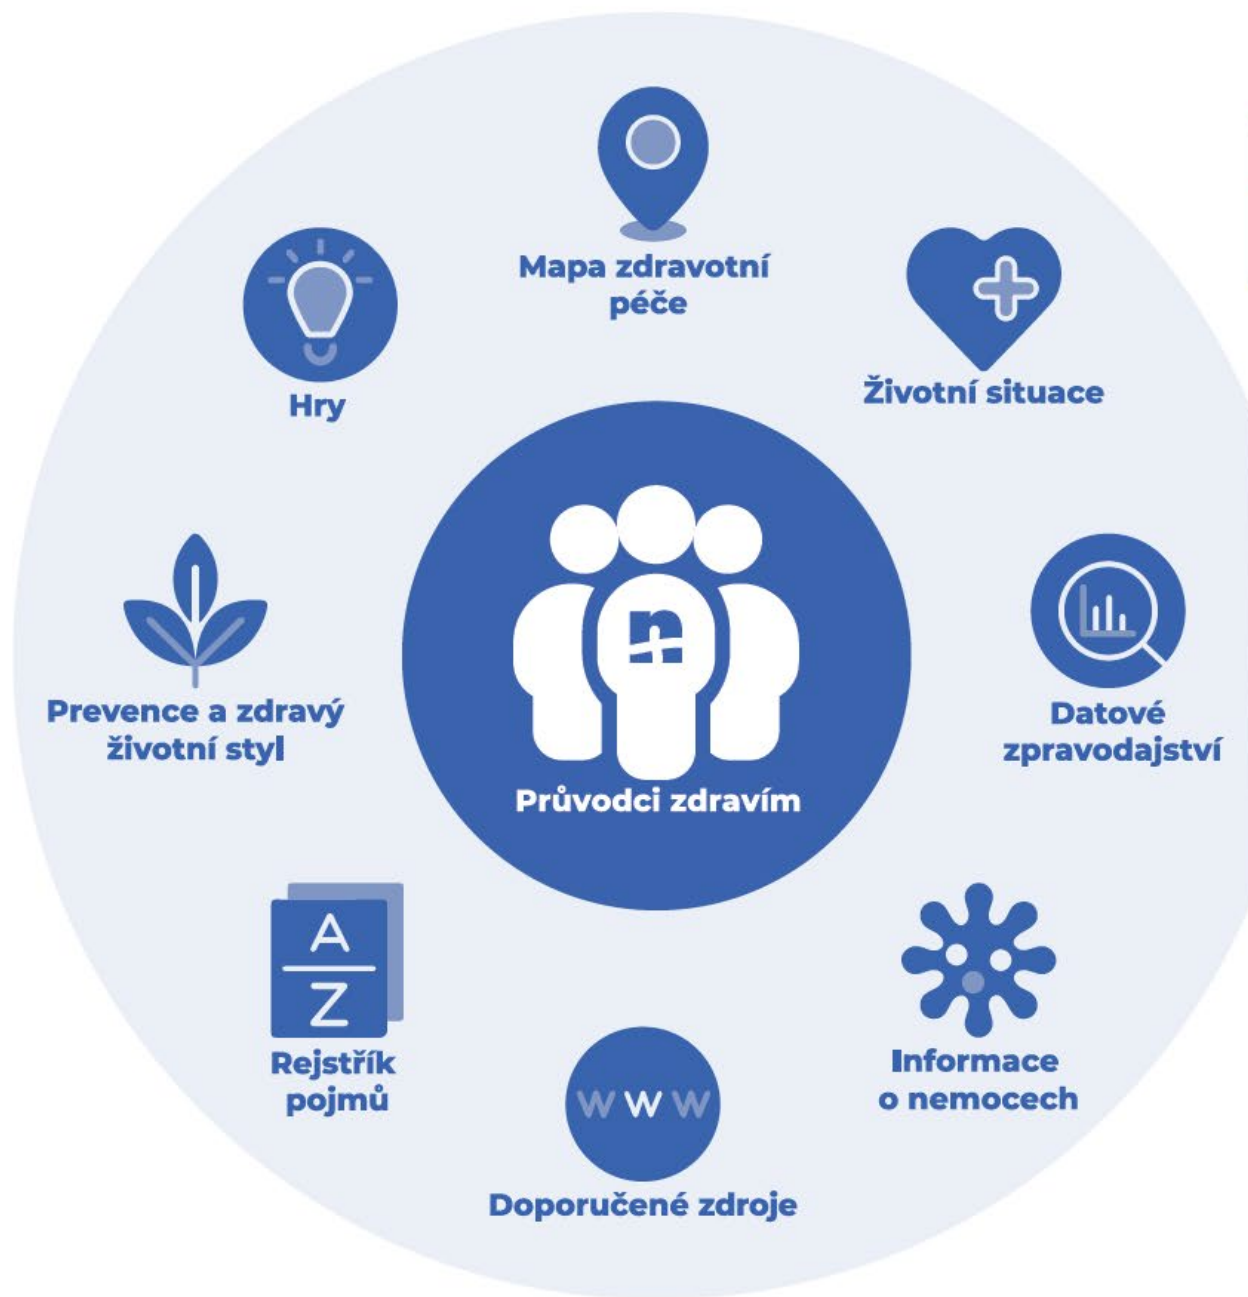 Mapa zdravotní
péče
Životní situace
Hry
Datové
zpravodajství
Prevence a zdravý
životní styl
n
Průvodci zdravím
A
Z
Rejstřík
pojmů
Informace
o nemocech
W W W
Doporučené zdroje